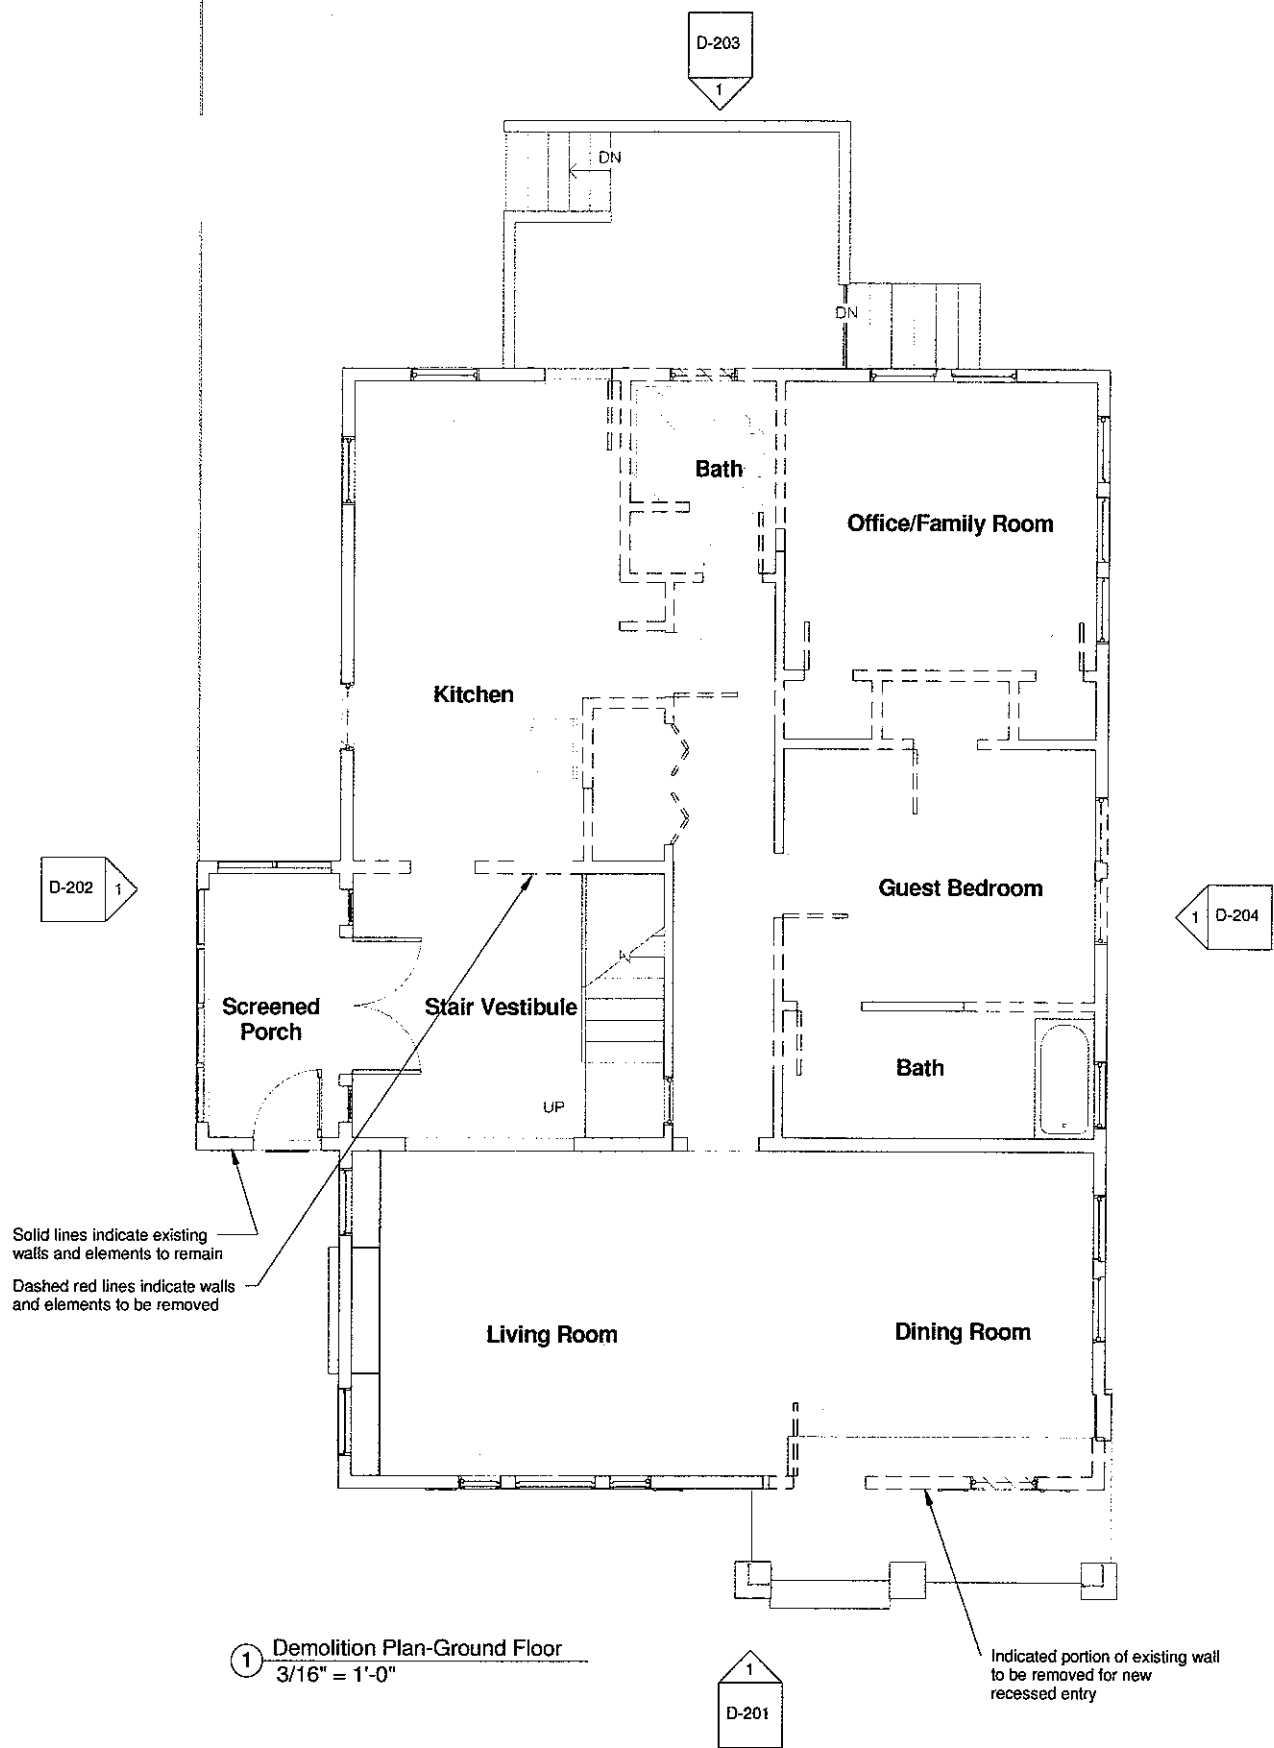 D-203
1
DN
DN
Bath
Office/Family Room
Kitchen
D-202
1
Guest Bedroom
1
D-204
Screened
Porch
Stair Vestibule
Bath
UP
Solid lines indicate existing
walls and elements to remain
Dashed red lines indicate walls
and elements to be removed
Living Room
Dining Room
1
Demolition Plan-Ground Floor
3/16" = 1'-0"
Indicated portion of existing wall
to be removed for new
recessed entry
1
D-201